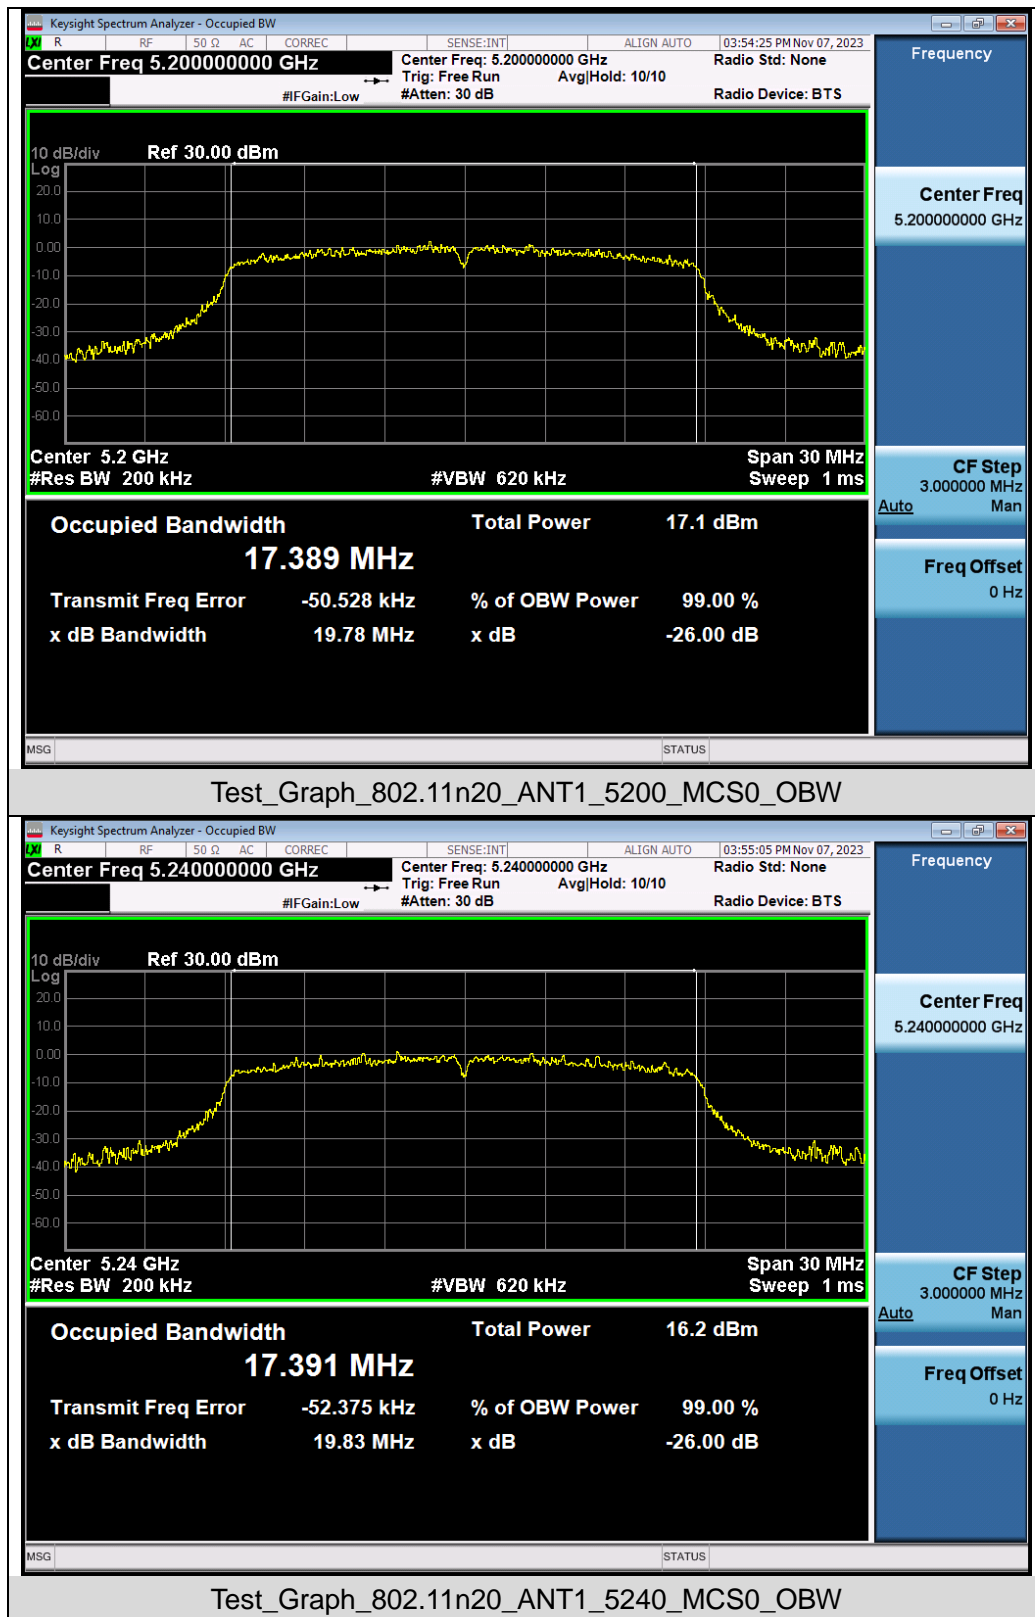 Keysight Spectrum Analyzer - Occupied BW
LXI R RF 50 Ω AC CORREC SENSE:INT ALIGN AUTO 03:54:25 PM Nov 07, 2023
Center Freq 5.200000000 GHz
Center Freq: 5.200000000 GHz
Radio Std: None
Trig: Free Run Avg|Hold: 10/10
#IFGain:Low
#Atten: 30 dB
Radio Device: BTS
10 dB/div Ref 30.00 dBm
Log
20.0
10.0
0.00
-10.0
-20.0
-30.0
-40.0
-50.0
-60.0
Center 5.2 GHz Span 30 MHz
#Res BW 200 kHz #VBW 620 kHz Sweep 1 ms
Occupied Bandwidth Total Power 17.1 dBm
17.389 MHz
Transmit Freq Error -50.528 kHz % of OBW Power 99.00 %
x dB Bandwidth 19.78 MHz x dB -26.00 dB
MSG STATUS
Frequency
Center Freq
5.200000000 GHz
CF Step
3.000000 MHz
Auto Man
Freq Offset
0 Hz
Test_Graph_802.11n20_ANT1_5200_MCS0_OBW
Keysight Spectrum Analyzer - Occupied BW
LXI R RF 50 Ω AC CORREC SENSE:INT ALIGN AUTO 03:55:05 PM Nov 07, 2023
Center Freq 5.240000000 GHz
Center Freq: 5.240000000 GHz
Radio Std: None
Trig: Free Run Avg|Hold: 10/10
#IFGain:Low
#Atten: 30 dB
Radio Device: BTS
10 dB/div Ref 30.00 dBm
Log
20.0
10.0
0.00
-10.0
-20.0
-30.0
-40.0
-50.0
-60.0
Center 5.24 GHz Span 30 MHz
#Res BW 200 kHz #VBW 620 kHz Sweep 1 ms
Occupied Bandwidth Total Power 16.2 dBm
17.391 MHz
Transmit Freq Error -52.375 kHz % of OBW Power 99.00 %
x dB Bandwidth 19.83 MHz x dB -26.00 dB
MSG STATUS
Frequency
Center Freq
5.240000000 GHz
CF Step
3.000000 MHz
Auto Man
Freq Offset
0 Hz
Test_Graph_802.11n20_ANT1_5240_MCS0_OBW